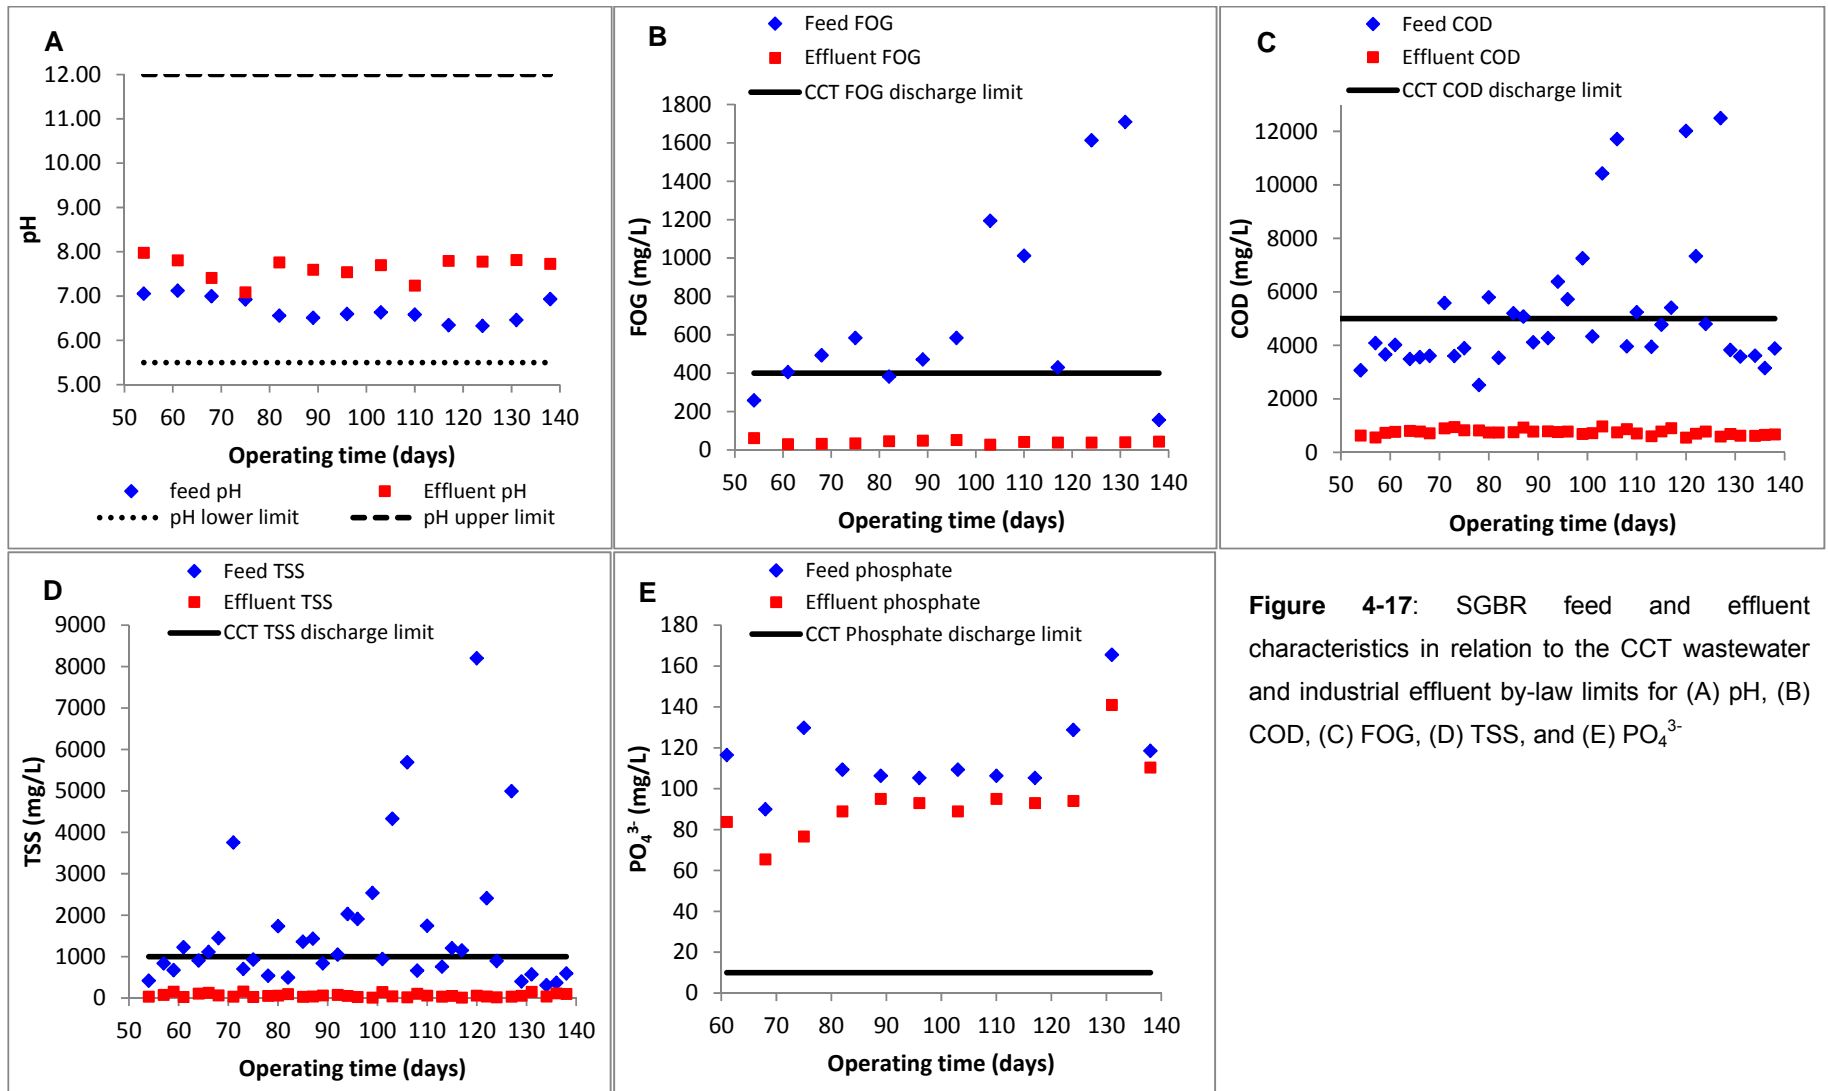 A
12.00
11.00
10.00
9.00
8.00
7.00
6.00
5.00
pH
50 60 70 80 90 100 110 120 130 140
Operating time (days)
feed pH
Effluent pH
pH lower limit
pH upper limit
B
Feed FOG
Effluent FOG
CCT FOG discharge limit
1800
1600
1400
1200
1000
800
600
400
200
0
FOG (mg/L)
50 60 70 80 90 100 110 120 130 140
Operating time (days)
C
Feed COD
Effluent COD
CCT COD discharge limit
12000
10000
8000
6000
4000
2000
0
COD (mg/L)
50 60 70 80 90 100 110 120 130 140
Operating time (days)
D
Feed TSS
Effluent TSS
CCT TSS discharge limit
9000
8000
7000
6000
5000
4000
3000
2000
1000
0
TSS (mg/L)
50 60 70 80 90 100 110 120 130 140
Operating time (days)
E
Feed phosphate
Effluent phosphate
CCT Phosphate discharge limit
180
160
140
120
100
80
60
40
20
0
PO₄³⁻ (mg/L)
60 70 80 90 100 110 120 130 140
Operating time (days)
Figure 4-17: SGBR feed and effluent
characteristics in relation to the CCT wastewater
and industrial effluent by-law limits for (A) pH, (B)
COD, (C) FOG, (D) TSS, and (E) PO₄³⁻